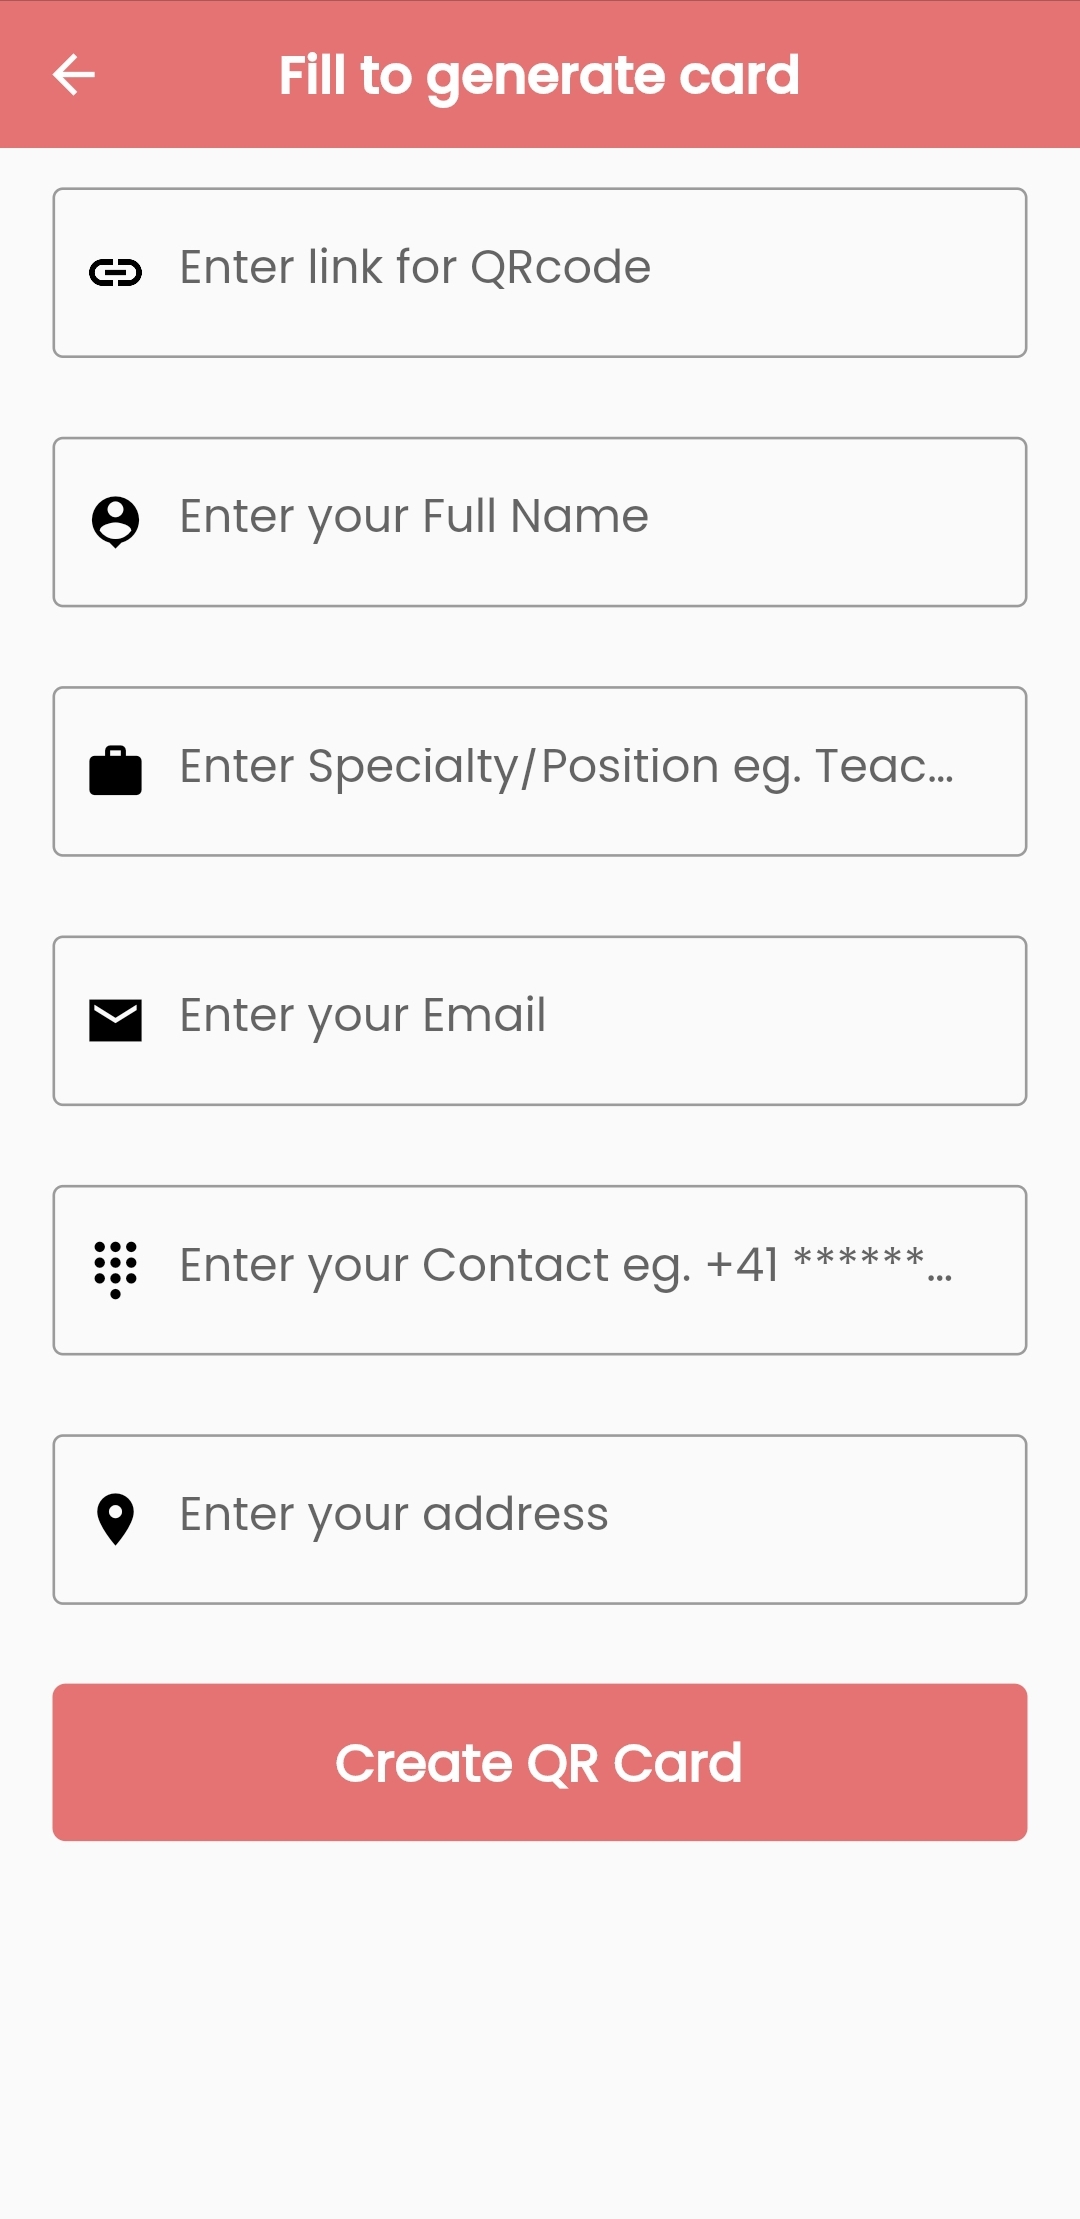 Fill to generate card
Enter link for QRcode
Enter your Full Name
Enter Specialty/Position eg. Teac...
Enter your Email
Enter your Contact eg. +41 ******...
Enter your address
Create QR Card